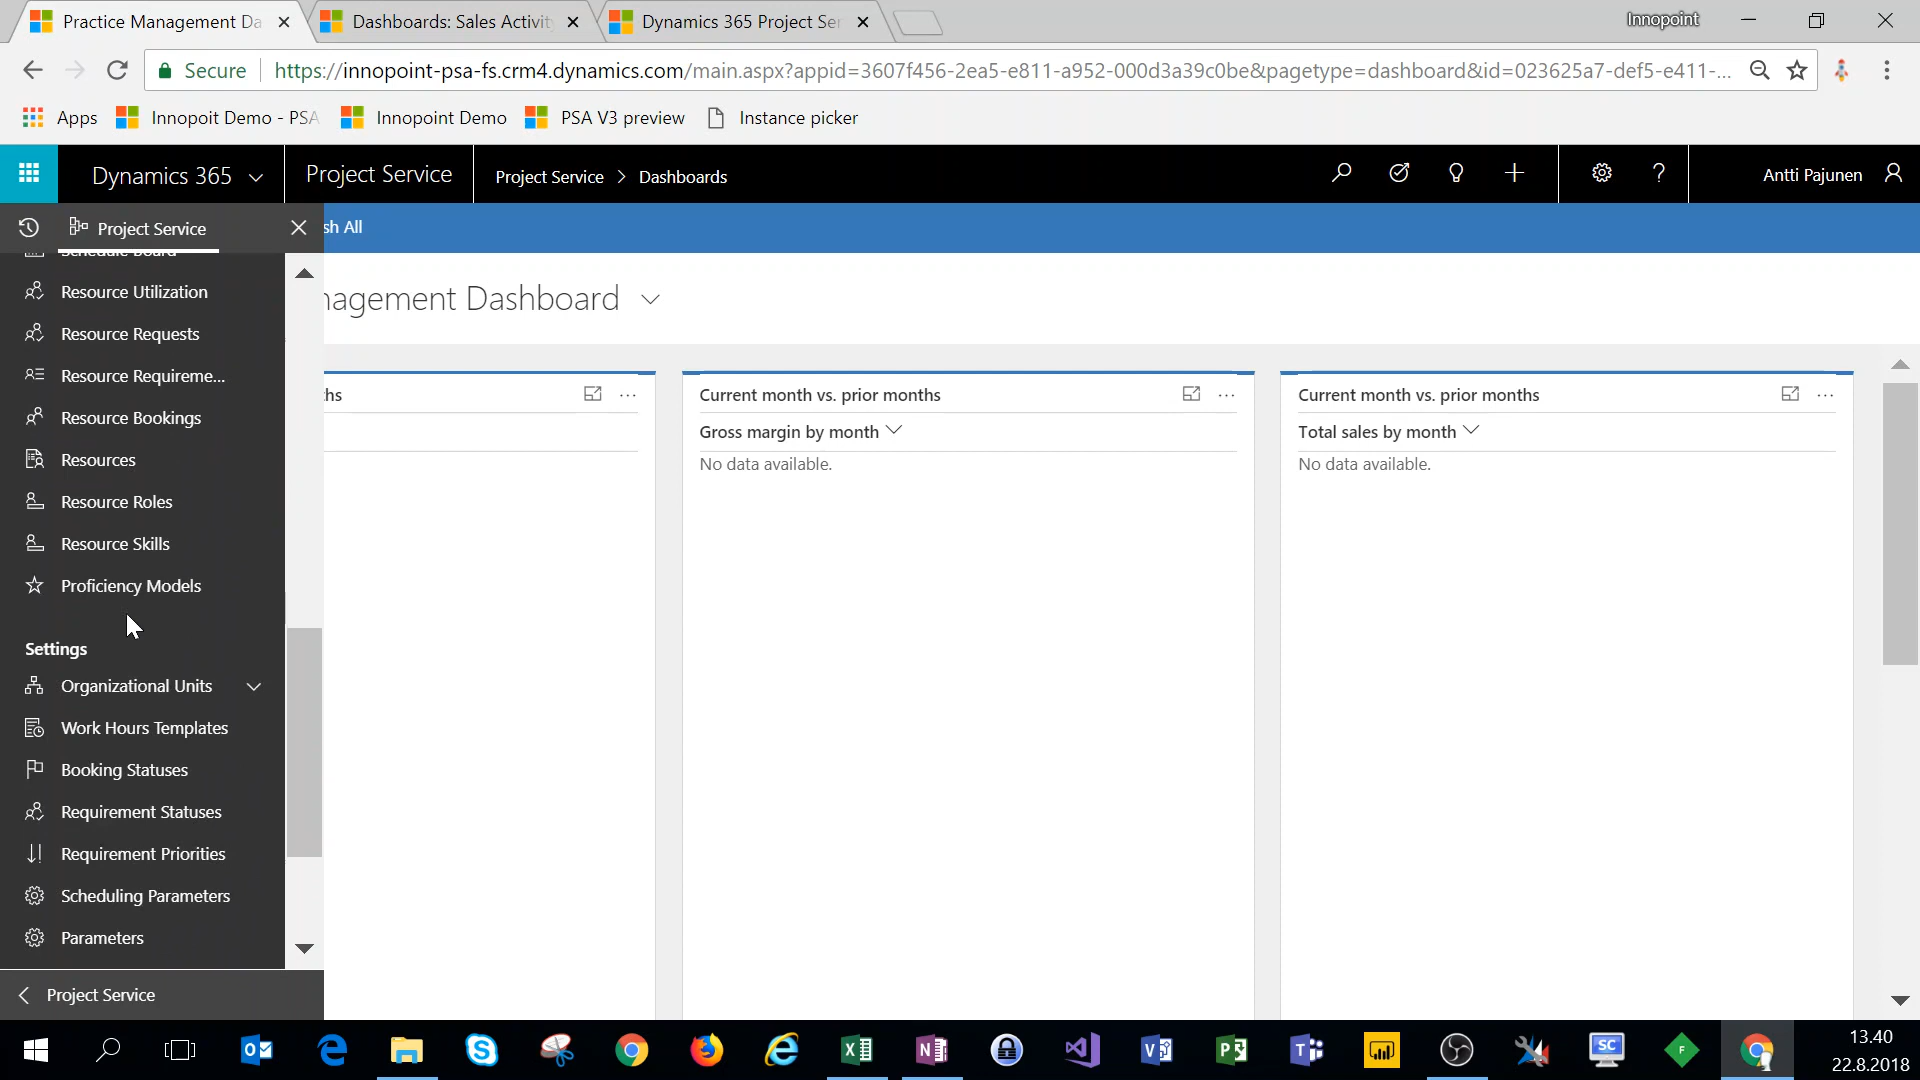 Practice Management Da
Dashboards: Sales Activit
Dynamics 365 Project Ser
Innopoint
Secure
https://innopoint-psa-fs.crm4.dynamics.com/main.aspx?appid=3607f456-2ea5-e811-a952-000d3a39c0be&pagetype=dashboard&id=023625a7-def5-e411-...
Apps
Innopoit Demo - PSA
Innopoint Demo
PSA V3 preview
Instance picker
Dynamics 365
Project Service
Project Service > Dashboards
Antti Pajunen
Project Service
sh All
Schedule Board
Resource Utilization
Resource Requests
Resource Requireme...
Resource Bookings
Resources
Resource Roles
Resource Skills
Proficiency Models
Settings
Organizational Units
Work Hours Templates
Booking Statuses
Requirement Statuses
Requirement Priorities
Scheduling Parameters
Parameters
Project Service
nagement Dashboard
ths
Current month vs. prior months
Gross margin by month
No data available.
Current month vs. prior months
Total sales by month
No data available.
SC
F
13.40
22.8.2018